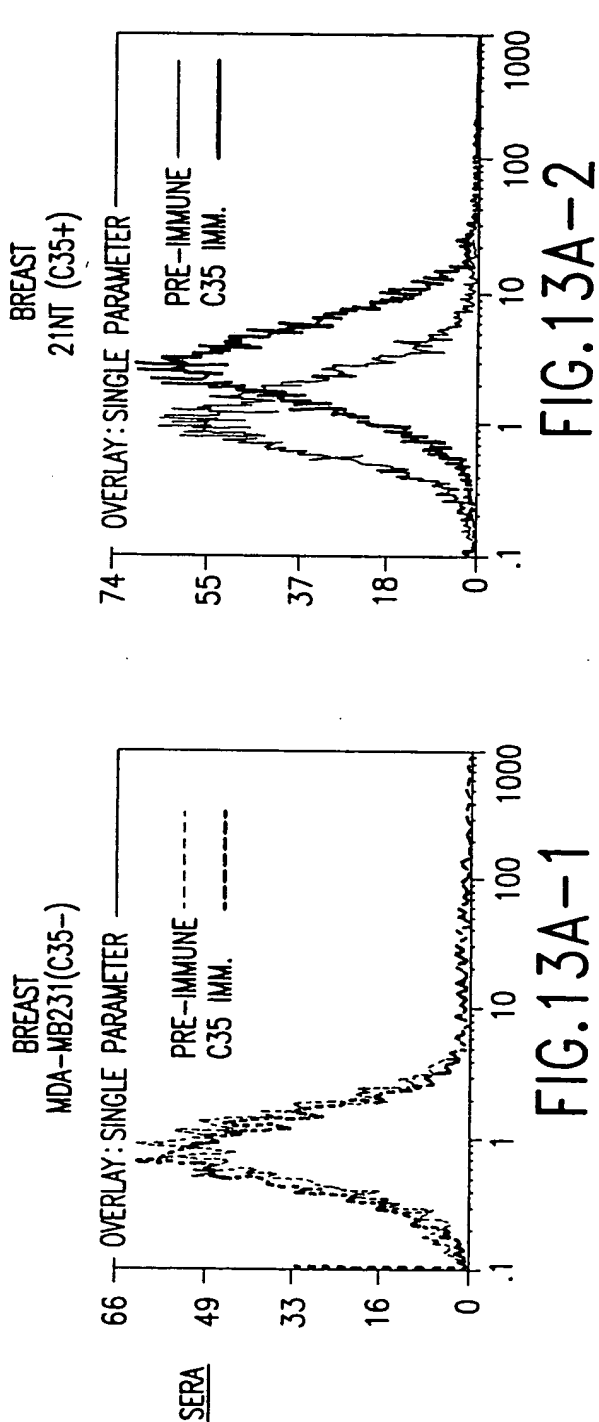 SERA
BREAST
MDA-MB231(C35-)
OVERLAY: SINGLE PARAMETER
PRE-IMMUNE
C35 IMM.
66
49
33
16
0
.1
1
10
100
1000
FIG.13A-1
BREAST
21NT (C35+)
OVERLAY: SINGLE PARAMETER
PRE-IMMUNE
C35 IMM.
74
55
37
18
0
.1
1
10
100
1000
FIG.13A-2